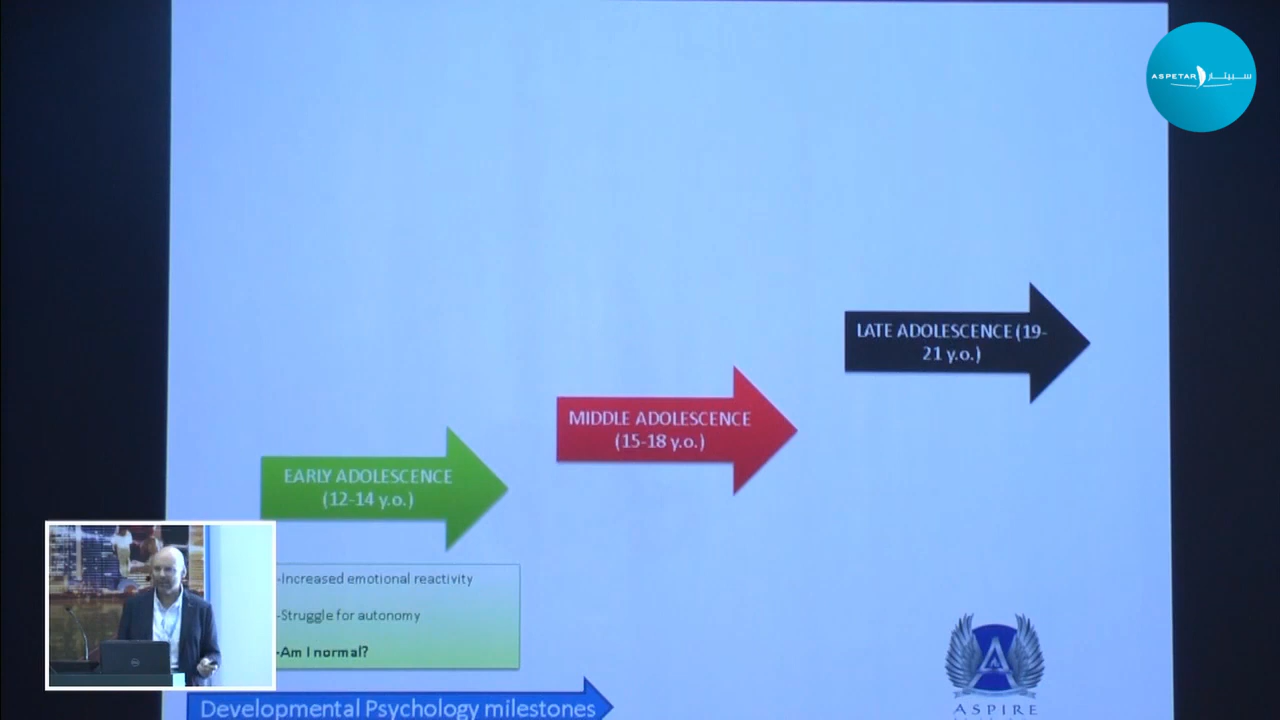 ASPETAR سبيتار
LATE ADOLESCENCE (19-
21 y.o.)
MIDDLE ADOLESCENCE
(15-18 y.o.)
EARLY ADOLESCENCE
(12-14 y.o.)
-Increased emotional reactivity
-Struggle for autonomy
-Am I normal?
Developmental Psychology milestones
ASPIRE